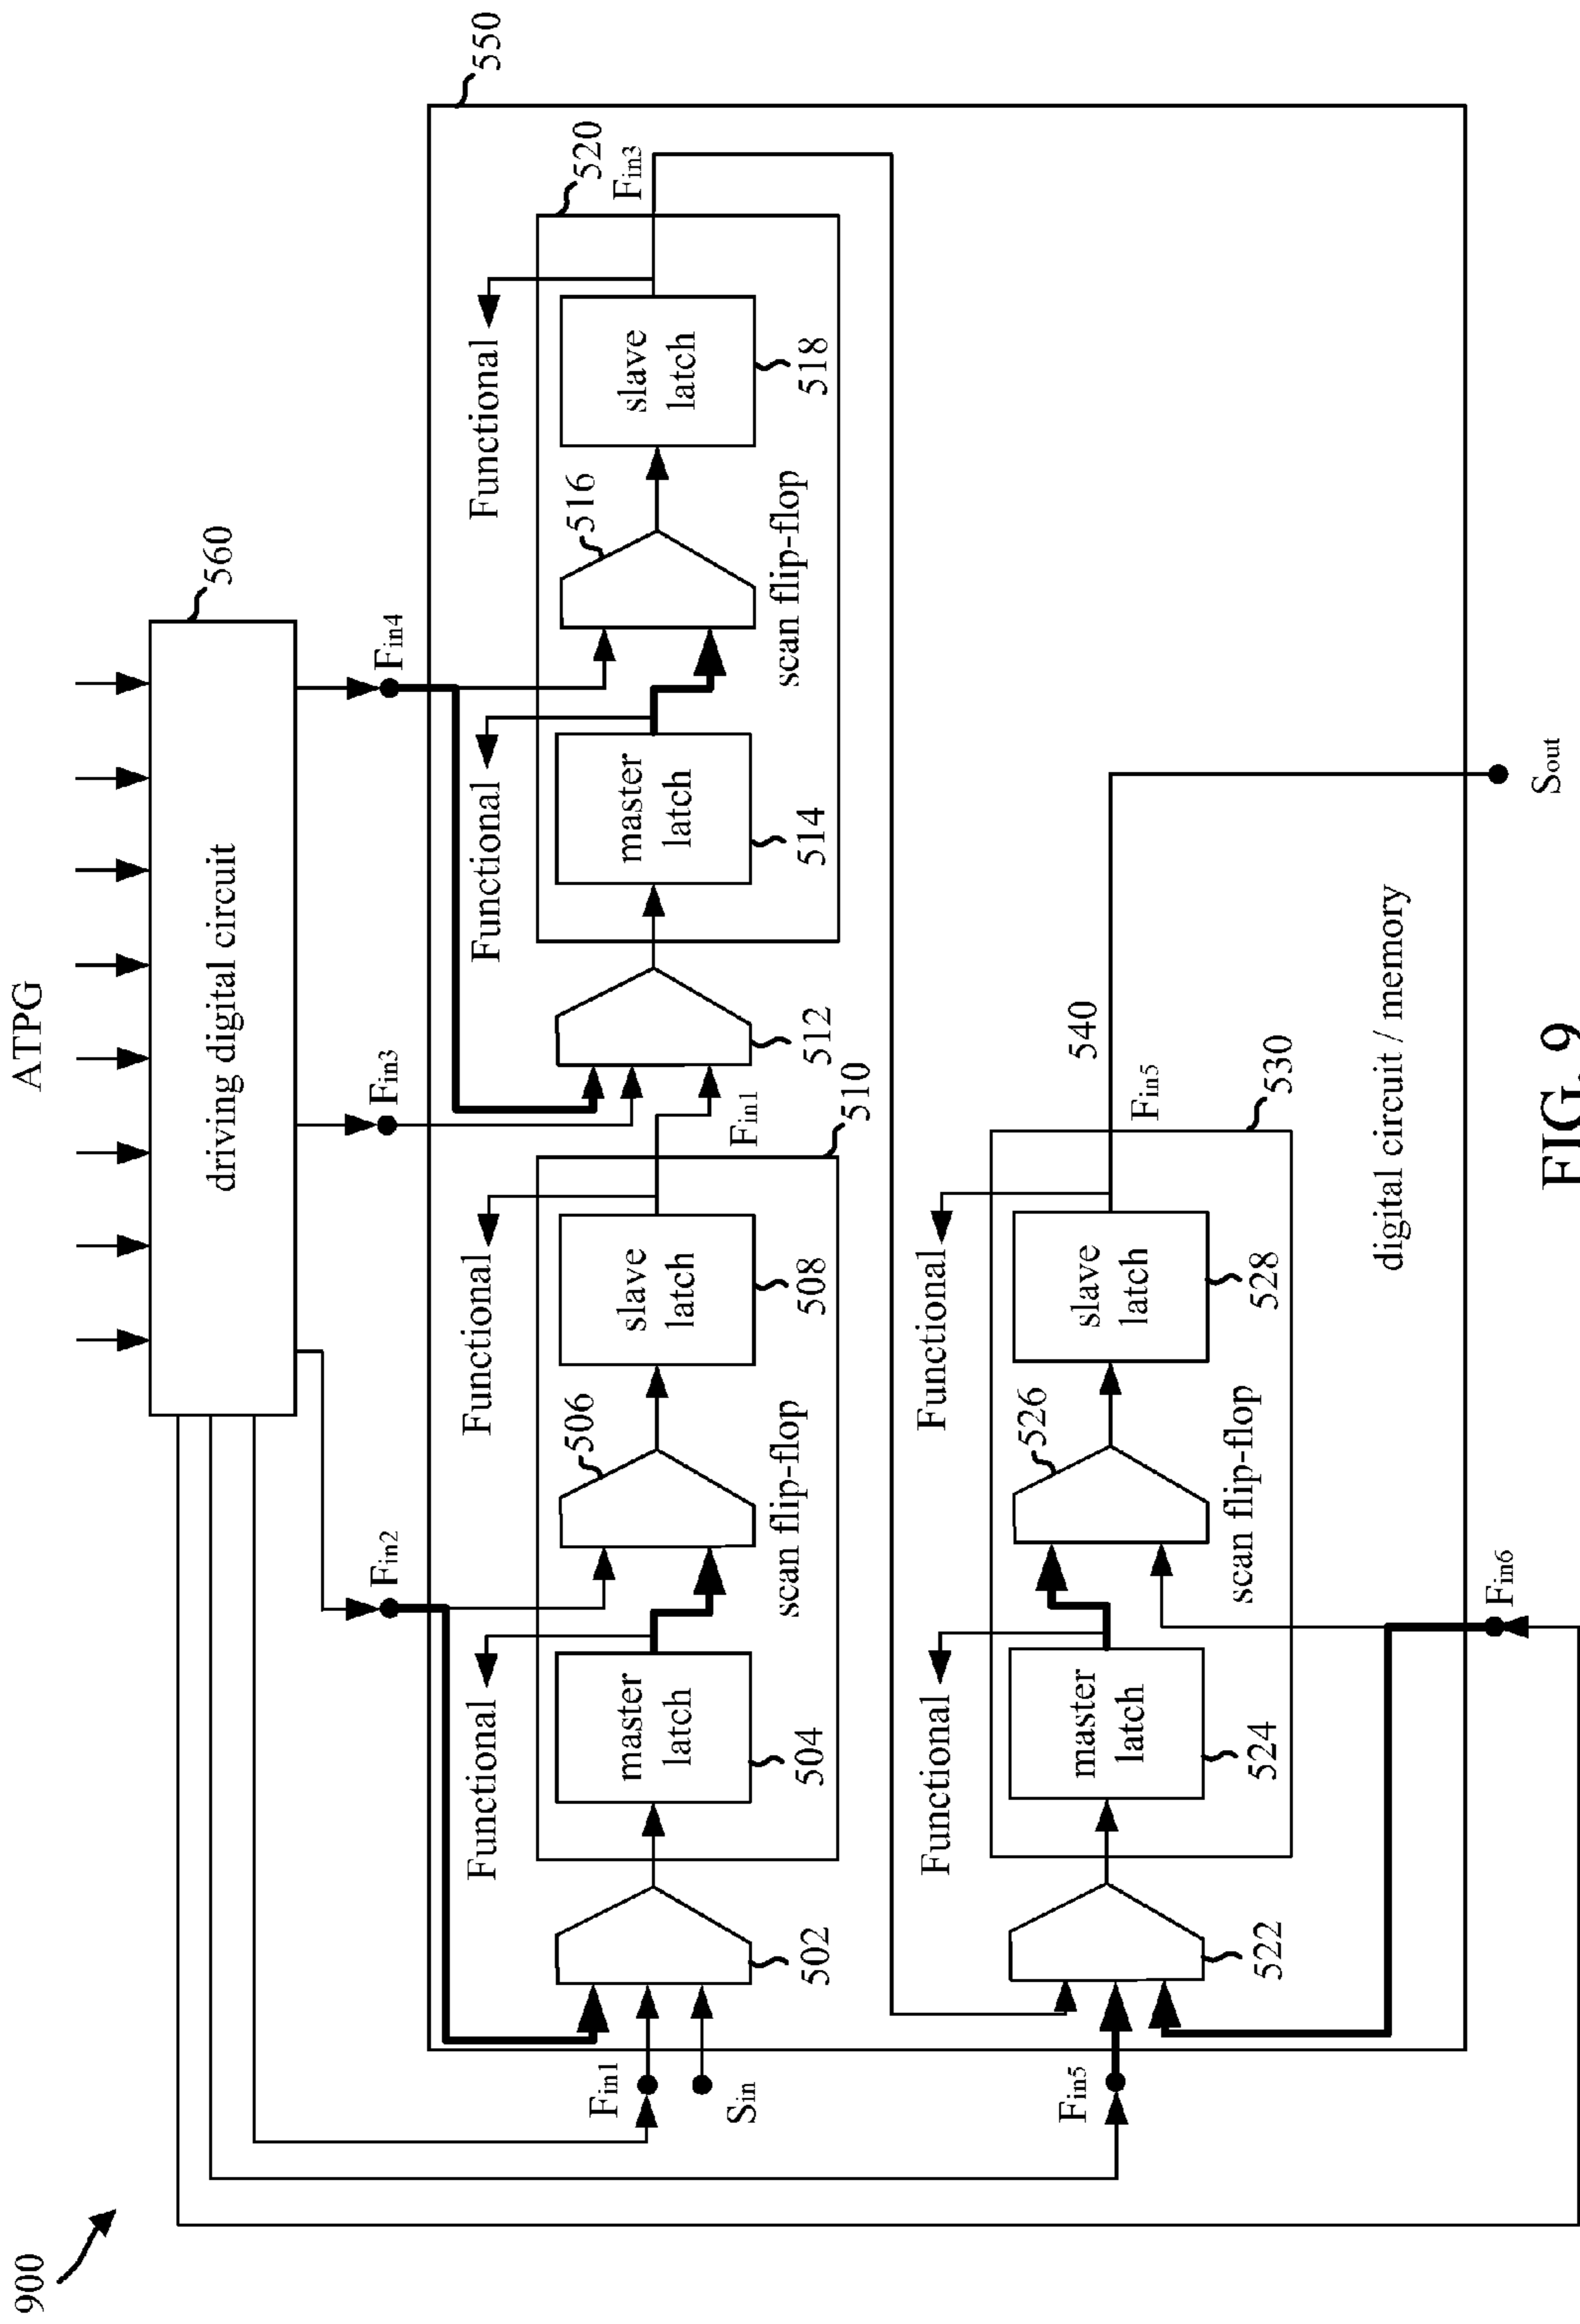 900
ATPG
driving digital circuit
560
Fin2
Fin3
Fin4
550
Functional
Functional
Functional
Functional
520
Fin3
502
master
latch
504
506
slave
latch
508
scan flip-flop
510
Fin1
512
master
latch
514
516
slave
latch
518
scan flip-flop
Fin1
Sin
Functional
Functional
522
master
latch
524
526
slave
latch
528
scan flip-flop
530
Fin5
540
Fin5
Fin6
digital circuit / memory
Sout
FIG. 9